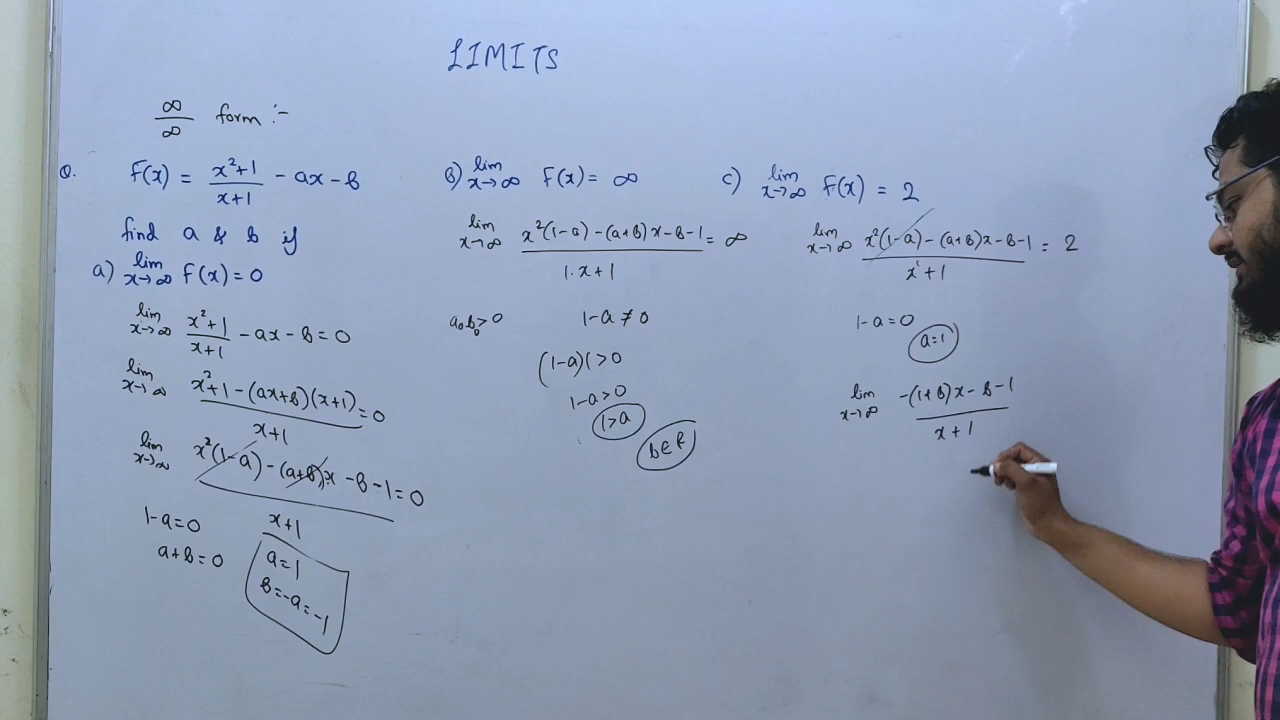 LIMITS
∞/∞ form :-
Q. F(x) = (x²+1)/(x+1) - ax - b
find a & b if
a) lim x→∞ F(x) = 0
lim x→∞ (x²+1)/(x+1) - ax - b = 0
lim x→∞ (x²+1 - (ax+b)(x+1))/(x+1) = 0
lim x→∞ (x²(1-a) - (a+b)x - b - 1)/(x+1) = 0
1-a=0
a+b=0
a=1
b=-a=-1
b) lim x→∞ F(x) = ∞
lim x→∞ (x²(1-a) - (a+b)x - b - 1)/(1.x+1) = ∞
1-a ≠ 0
(1-a)(>0
1-a>0
1>a
b∈R
c) lim x→∞ F(x) = 2
lim x→∞ (x²(1-a) - (a+b)x - b - 1)/(x¹+1) = 2
1-a=0
a=1
lim x→∞ (-(1+b)x - b - 1)/(x+1)